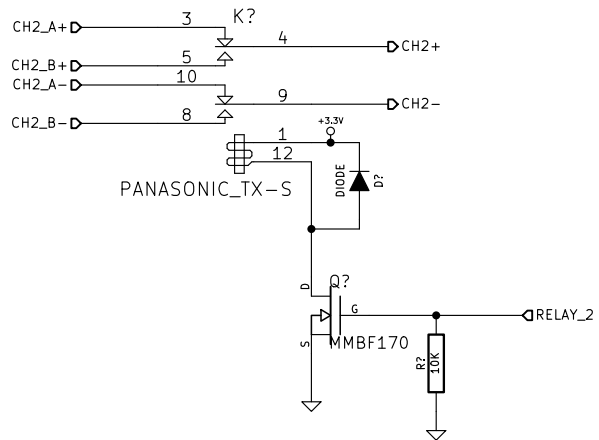 K?
CH2_A+ 3
4 CH2+
CH2_B+ 5
CH2_A- 10
9 CH2-
CH2_B- 8
+3.3V
1
12
PANASONIC_TX-S
DIODE
D?
D
Q?
G
RELAY_2
S
MMBF170
R?
10K